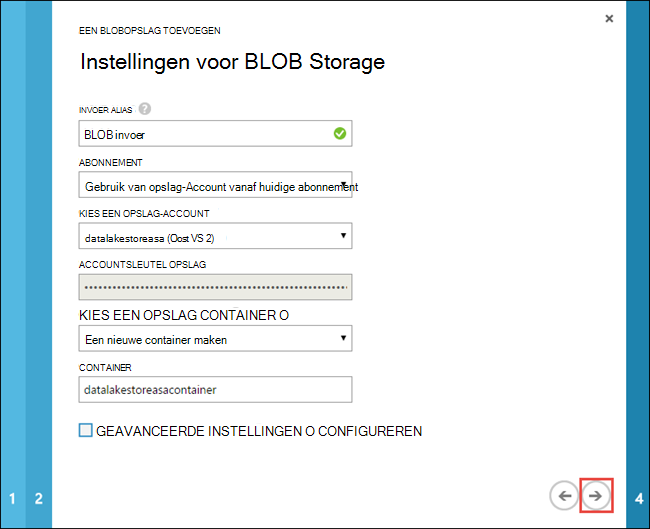 EEN BLOBOPSLAG TOEVOEGEN
Instellingen voor BLOB Storage
INVOER ALIAS ?
BLOB invoer
ABONNEMENT
Gebruik van opslag-Account vanaf huidige abonnement
KIES EEN OPSLAG-ACCOUNT
datalakestoreasa (Oost VS 2)
ACCOUNTSLEUTEL OPSLAG
KIES EEN OPSLAG CONTAINER O
Een nieuwe container maken
CONTAINER
datalakestoreasacontainer
GEAVANCEERDE INSTELLINGEN O CONFIGUREREN
1 2 4